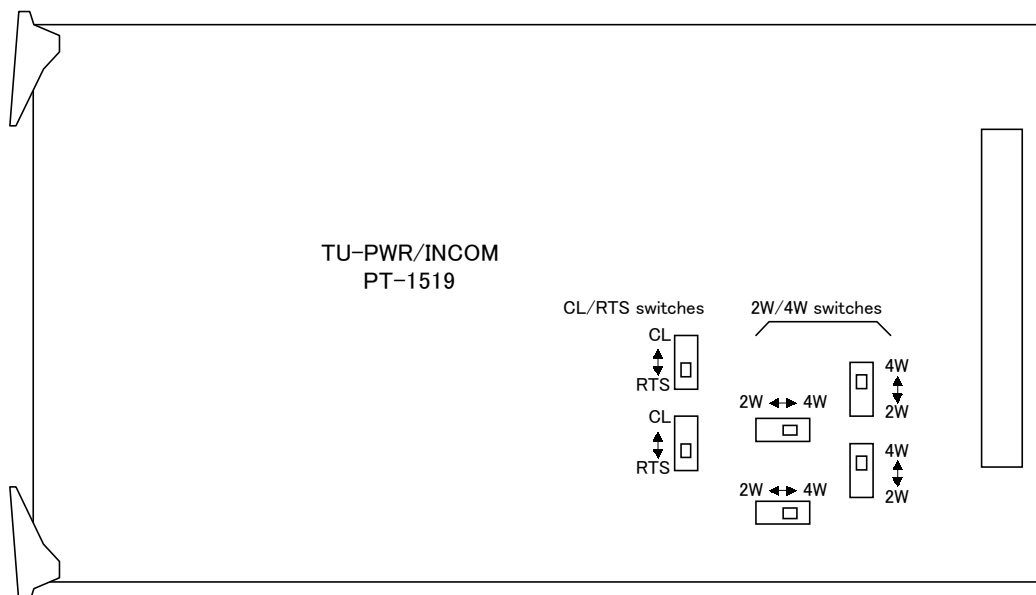 TU-PWR/INCOM
PT-1519
CL/RTS switches
2W/4W switches
CL
RTS
CL
RTS
2W 4W
2W 4W
4W
2W
4W
2W